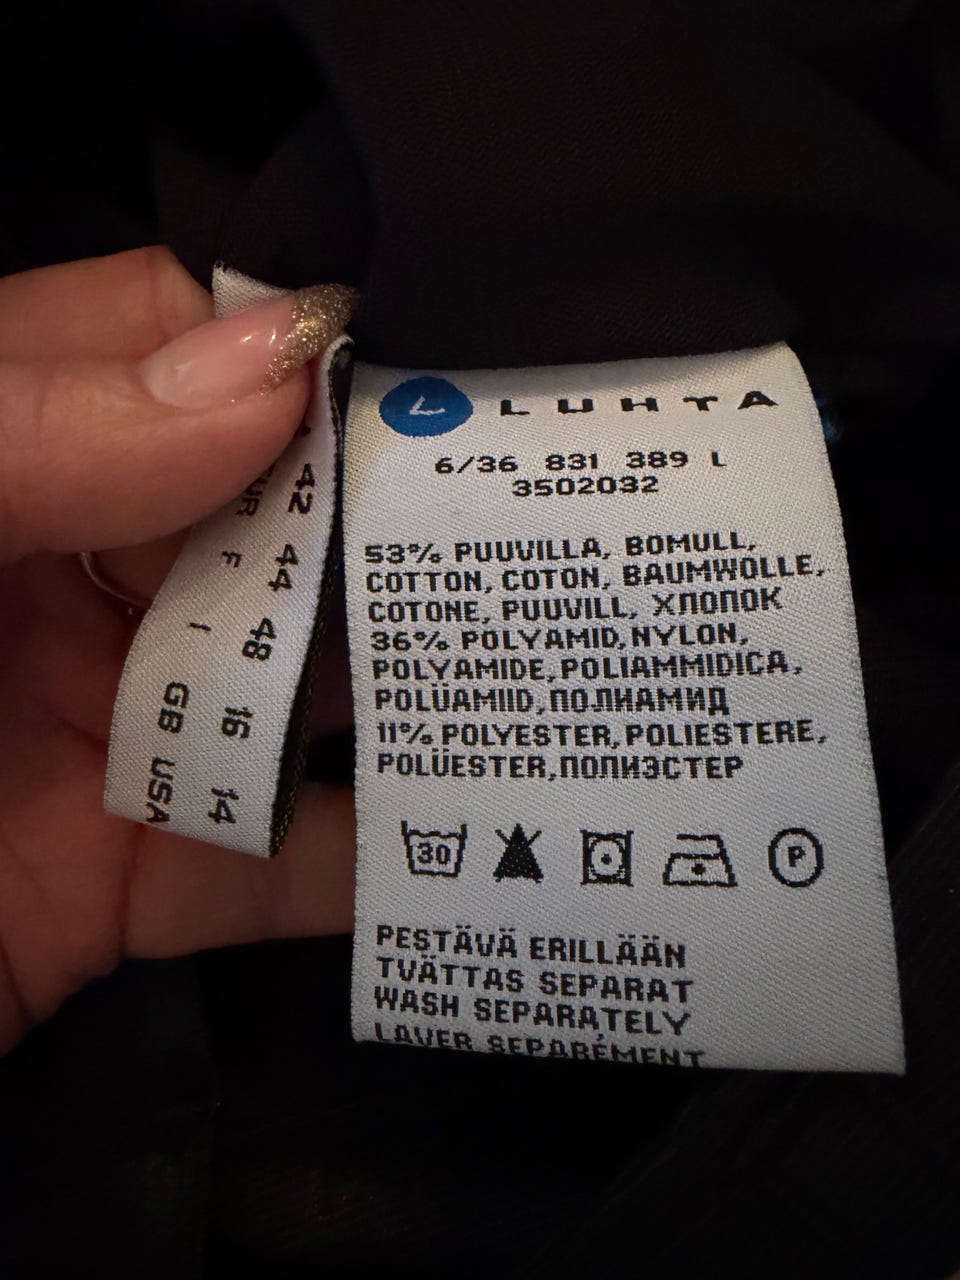 L LUHTA
6/36 831 389 L
3502032
53% PUUVILLA, BOMULL,
COTTON, COTON, BAUMWOLLE,
COTONE, PUUVILL, ХЛОПОК
36% POLYAMID, NYLON,
POLYAMIDE, POLIAMMIDICA,
POLÜAMIID, ПОЛИАМИД
11% POLYESTER, POLIESTERE,
POLÜESTER, ПОЛИЭСТЕР
30 P
PESTÄVÄ ERILLÄÄN
TVÄTTAS SEPARAT
WASH SEPARATELY
LAVER SEPARÉMENT
42
F 44
I 48
GB 16
USA 14